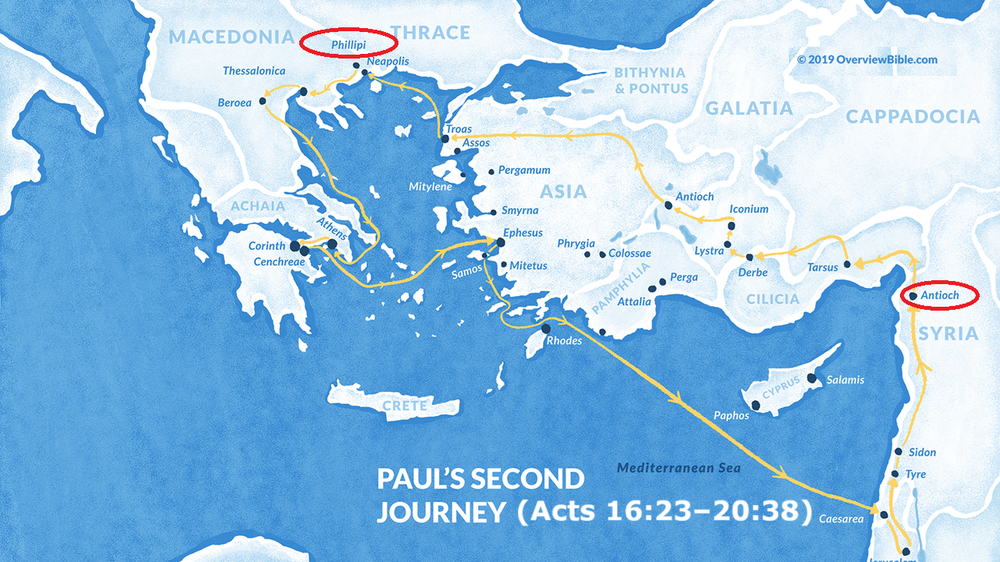 MACEDONIA
Phillipi
THRACE
Neapolis
© 2019 OverviewBible.com
Thessalonica
BITHYNIA
& PONTUS
Beroea
GALATIA
CAPPADOCIA
Troas
Assos
Pergamum
Mitylene
ASIA
Antioch
ACHAIA
Smyrna
Iconium
Athens
Ephesus
Corinth
Phrygia
Colossae
Lystra
Cenchreae
Samos
Mitetus
Derbe
Tarsus
PAMPHYLIA
Perga
Attalia
CILICIA
Antioch
Rhodes
SYRIA
CYPRUS
Salamis
CRETE
Paphos
Sidon
Mediterranean Sea
Tyre
PAUL'S SECOND
JOURNEY (Acts 16:23–20:38)
Caesarea
Jerusalem